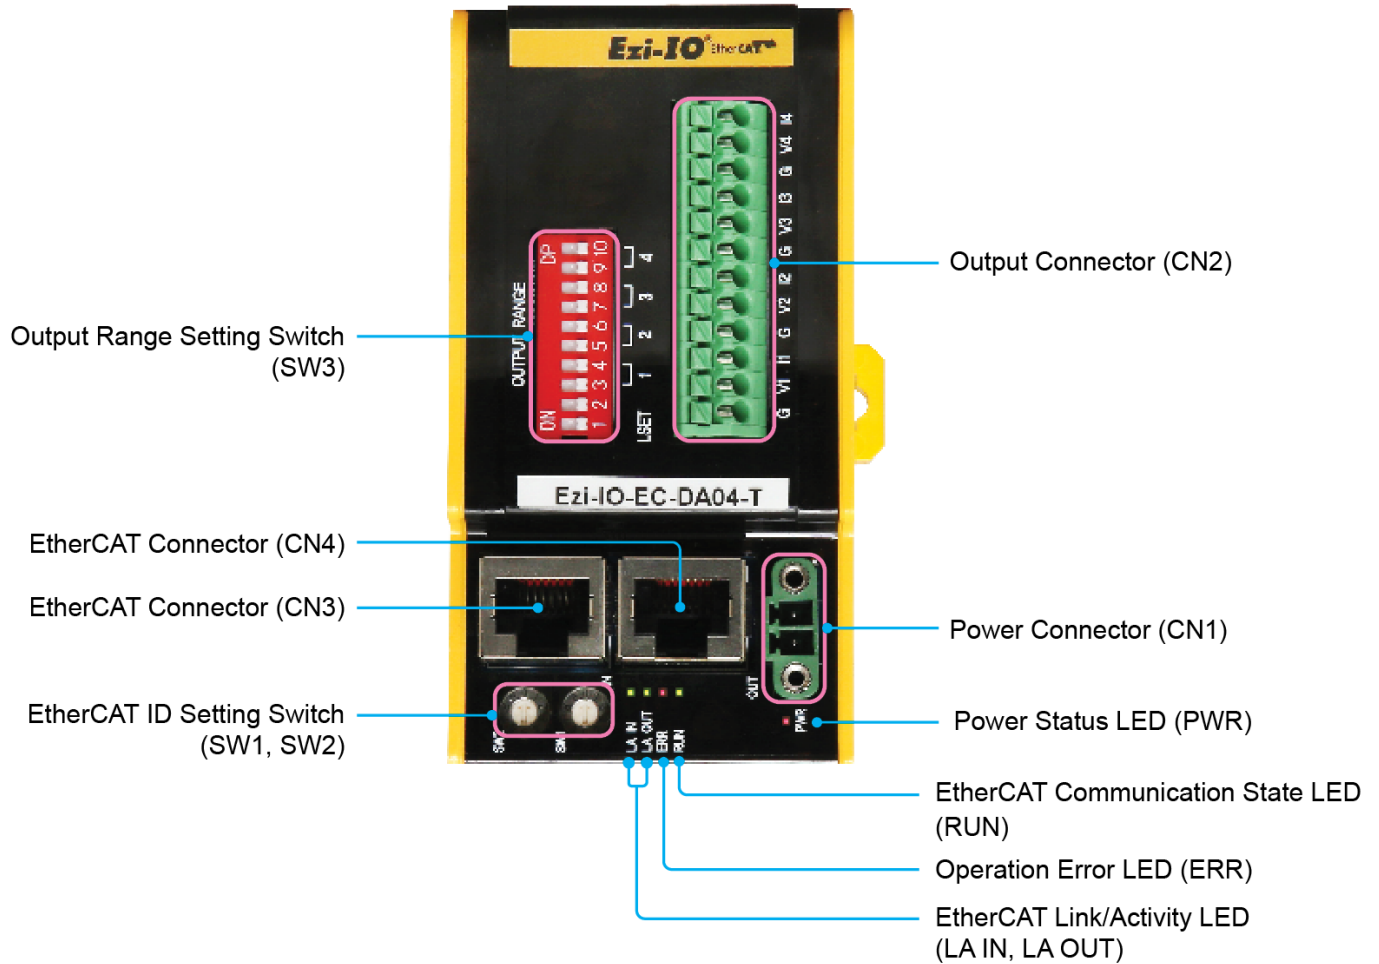 Ezi-IO® EtherCAT
I4
V4
G
I3
V3
G
I2
V2
G
I1
V1
G
Output Connector (CN2)
OUTPUT RANGE
DP
ON
1 2 3 4 5 6 7 8 9 10
1 2 3 4
LSET
Output Range Setting Switch
(SW3)
Ezi-IO-EC-DA04-T
EtherCAT Connector (CN4)
EtherCAT Connector (CN3)
Power Connector (CN1)
OUT
EtherCAT ID Setting Switch
(SW1, SW2)
SW1
LA IN
LA OUT
ERR
RUN
PWR
Power Status LED (PWR)
EtherCAT Communication State LED
(RUN)
Operation Error LED (ERR)
EtherCAT Link/Activity LED
(LA IN, LA OUT)